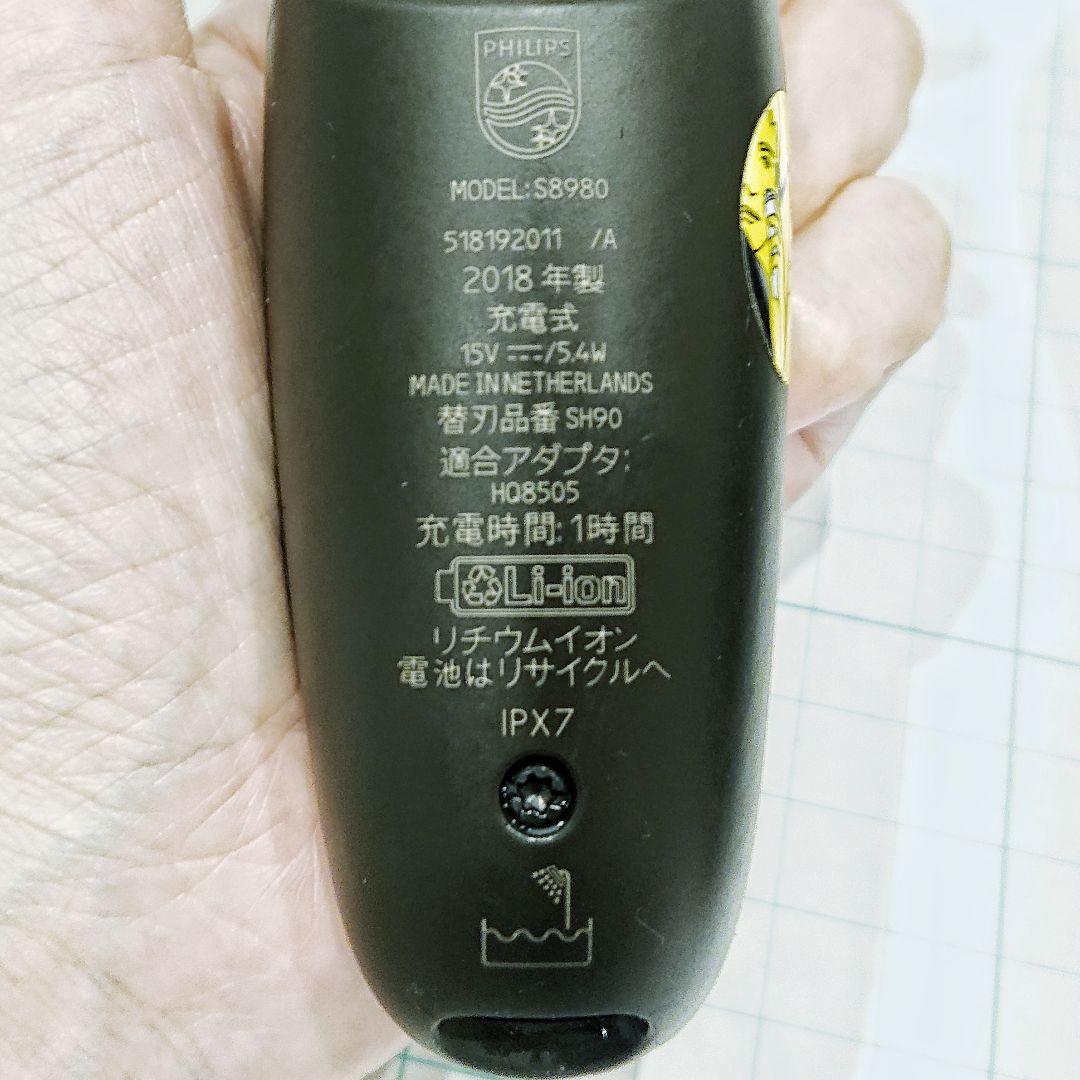 PHILIPS
MODEL:S8980
518192011 /A
2018 年製
充電式
15V ⎓/5.4W
MADE IN NETHERLANDS
替刃品番 SH90
適合アダプタ:
HQ8505
充電時間:1時間
Li-ion
リチウムイオン
電池はリサイクルへ
IPX7